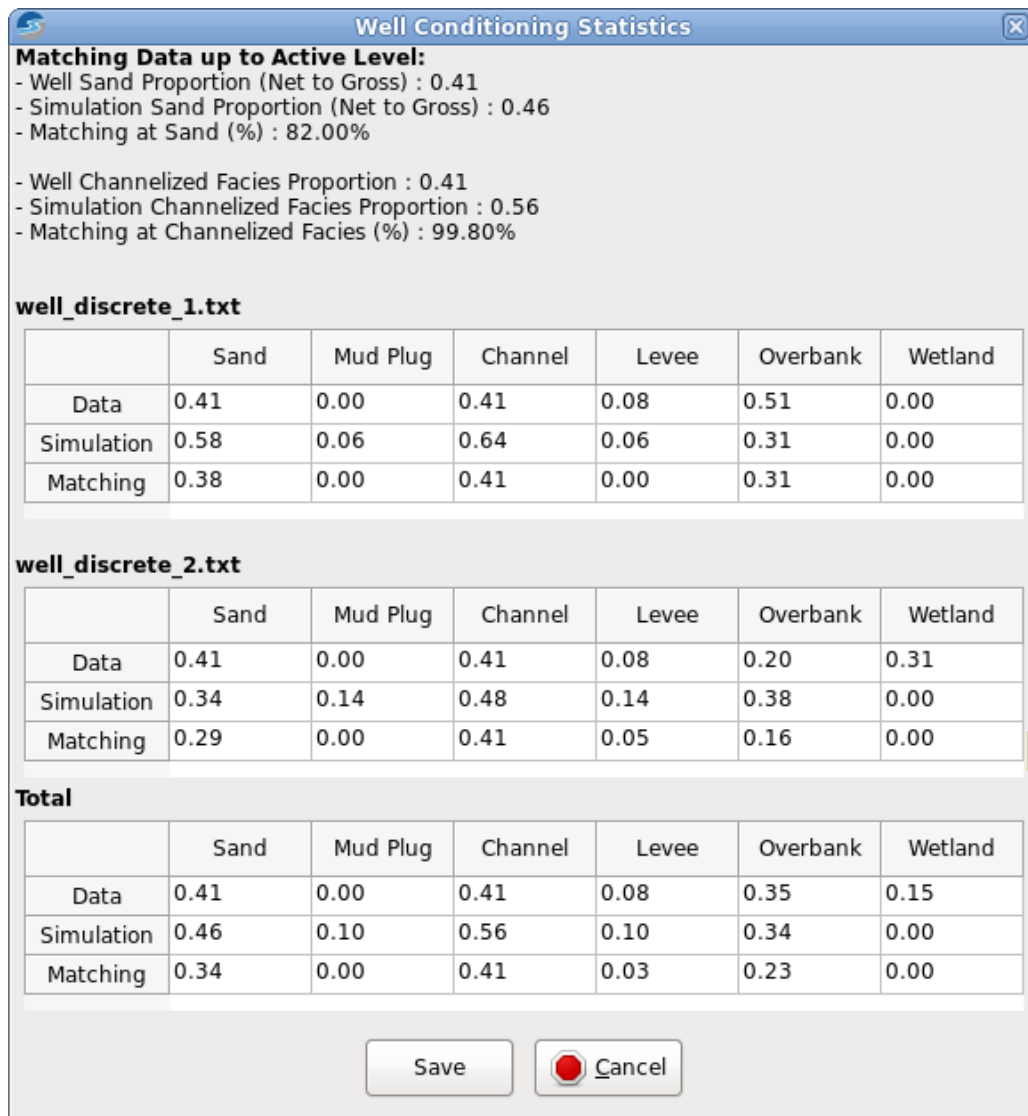 Well Conditioning Statistics
Matching Data up to Active Level:
- Well Sand Proportion (Net to Gross) : 0.41
- Simulation Sand Proportion (Net to Gross) : 0.46
- Matching at Sand (%) : 82.00%
- Well Channelized Facies Proportion : 0.41
- Simulation Channelized Facies Proportion : 0.56
- Matching at Channelized Facies (%) : 99.80%
well_discrete_1.txt
Sand Mud Plug Channel Levee Overbank Wetland
Data 0.41 0.00 0.41 0.08 0.51 0.00
Simulation 0.58 0.06 0.64 0.06 0.31 0.00
Matching 0.38 0.00 0.41 0.00 0.31 0.00
well_discrete_2.txt
Sand Mud Plug Channel Levee Overbank Wetland
Data 0.41 0.00 0.41 0.08 0.20 0.31
Simulation 0.34 0.14 0.48 0.14 0.38 0.00
Matching 0.29 0.00 0.41 0.05 0.16 0.00
Total
Sand Mud Plug Channel Levee Overbank Wetland
Data 0.41 0.00 0.41 0.08 0.35 0.15
Simulation 0.46 0.10 0.56 0.10 0.34 0.00
Matching 0.34 0.00 0.41 0.03 0.23 0.00
Save Cancel